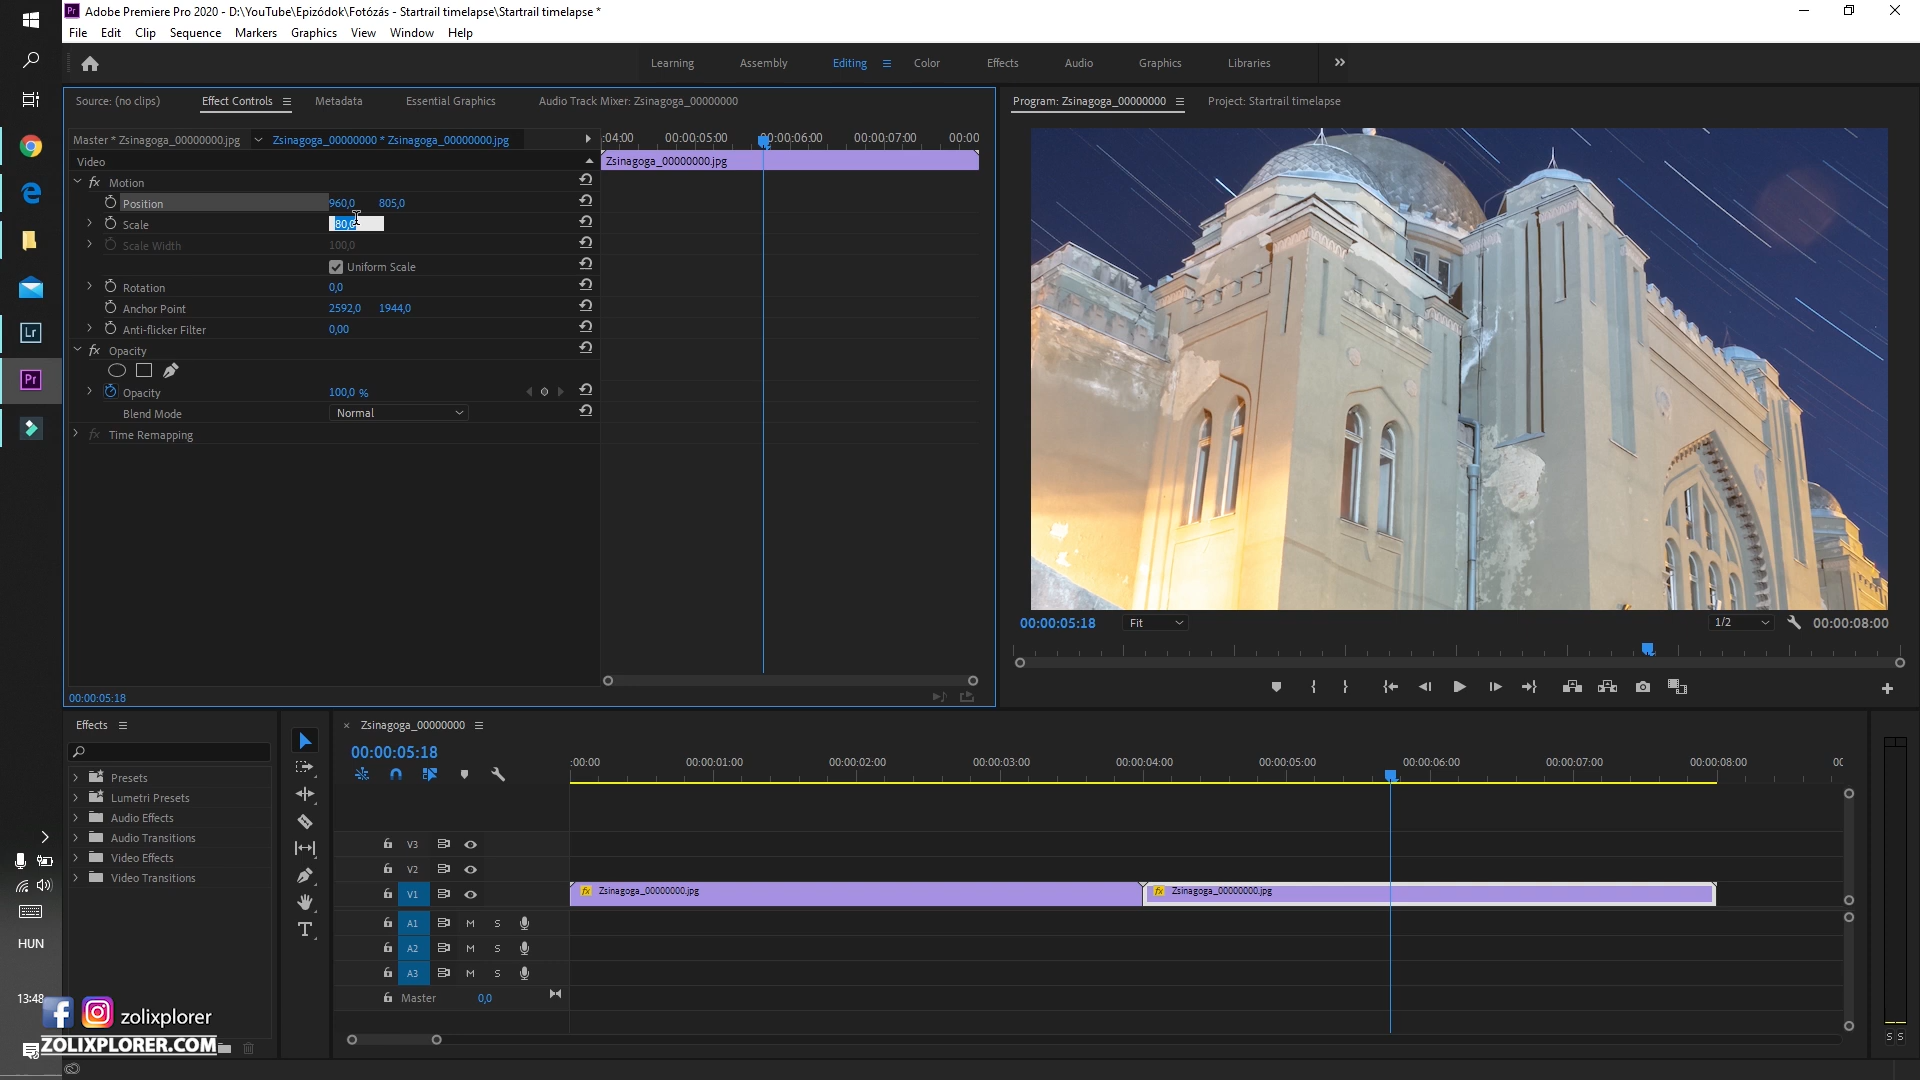 Adobe Premiere Pro 2020 - D:\YouTube\Epizódok\Fotózás - Startrail timelapse\Startrail timelapse *
File Edit Clip Sequence Markers Graphics View Window Help
Learning Assembly Editing Color Effects Audio Graphics Libraries
Source: (no clips) Effect Controls Metadata Essential Graphics Audio Track Mixer: Zsinagoga_00000000
Program: Zsinagoga_00000000 Project: Startrail timelapse
Master * Zsinagoga_00000000.jpg Zsinagoga_00000000 * Zsinagoga_00000000.jpg
:04:00 00:00:05:00 00:00:06:00 00:00:07:00 00:00
Video
Zsinagoga_00000000.jpg
fx Motion
Position 960,0 805,0
Scale 80,0
Scale Width 100,0
Uniform Scale
Rotation 0,0
Anchor Point 2592,0 1944,0
Anti-flicker Filter 0,00
fx Opacity
Opacity 100,0 %
Blend Mode Normal
fx Time Remapping
00:00:05:18
00:00:05:18 Fit 1/2 00:00:08:00
Effects
Presets
Lumetri Presets
Audio Effects
Audio Transitions
Video Effects
Video Transitions
Zsinagoga_00000000
00:00:05:18
:00:00 00:00:01:00 00:00:02:00 00:00:03:00 00:00:04:00 00:00:05:00 00:00:06:00 00:00:07:00 00:00:08:00
V3
V2
V1 fx Zsinagoga_00000000.jpg fx Zsinagoga_00000000.jpg
A1 M S
A2 M S
A3 M S
Master 0,0
S S
Lr
Pr
HUN
13:48
zolixplorer
ZOLIXPLORER.COM